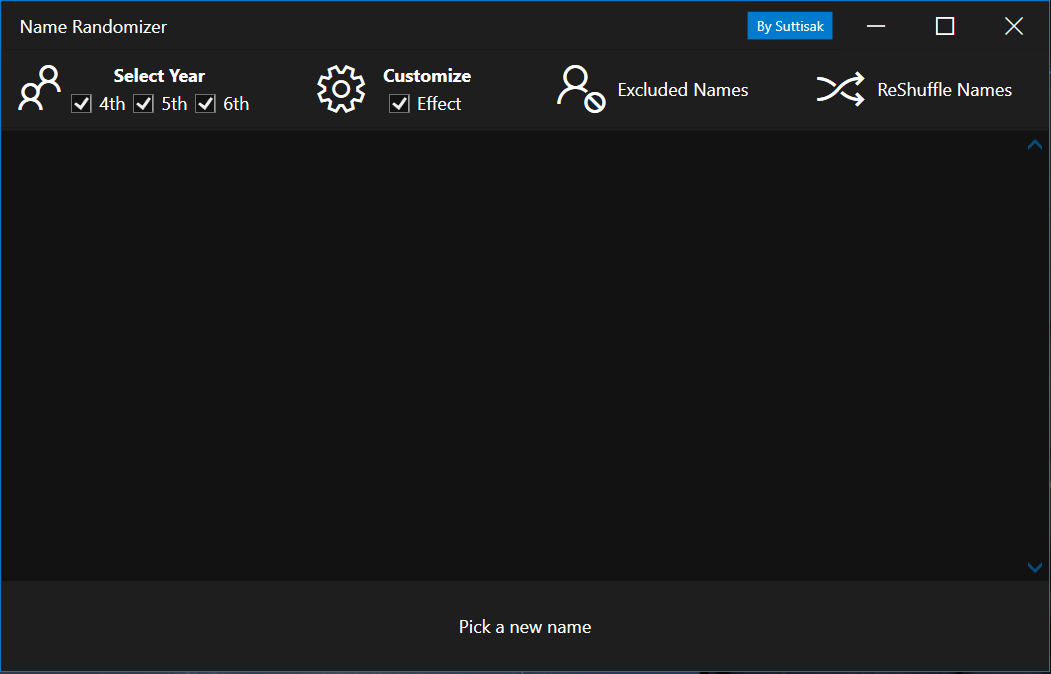 Name Randomizer
By Suttisak
Select Year
4th
5th
6th
Customize
Effect
Excluded Names
ReShuffle Names
Pick a new name